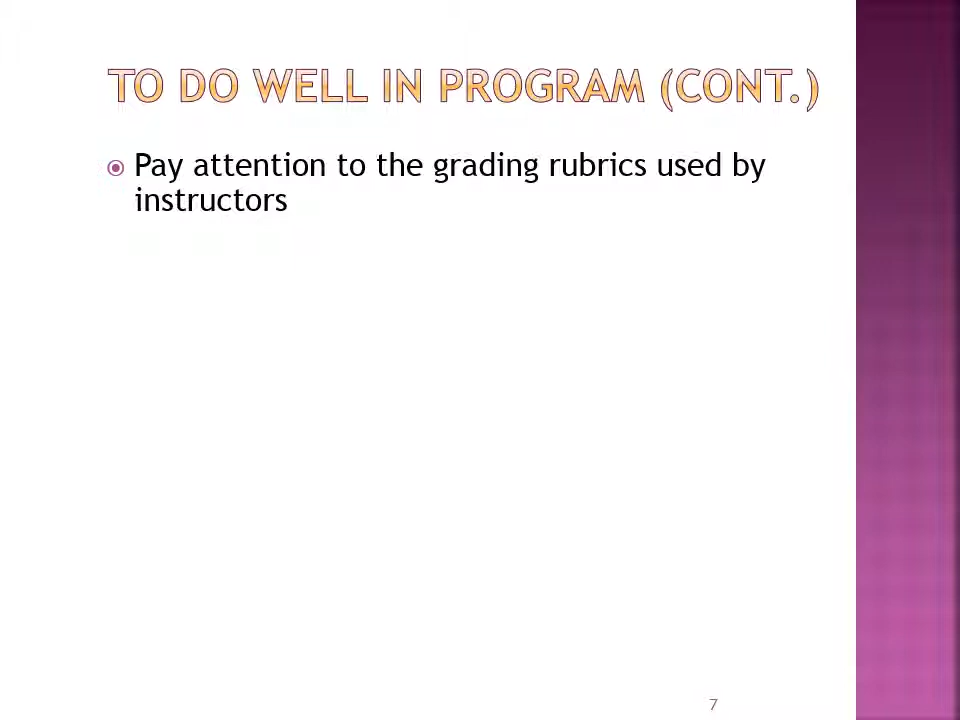 TO DO WELL IN PROGRAM (CONT.)
Pay attention to the grading rubrics used by
instructors
7